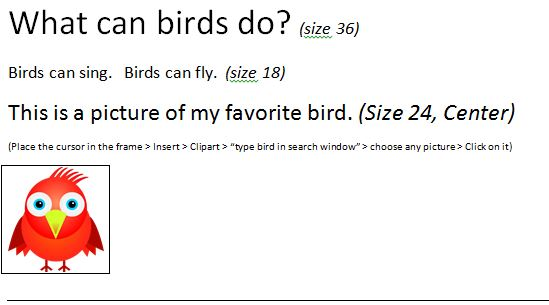 What can birds do? (size 36)
Birds can sing. Birds can fly. (size 18)
This is a picture of my favorite bird. (Size 24, Center)
(Place the cursor in the frame > Insert > Clipart > “type bird in search window” > choose any picture > Click on it)